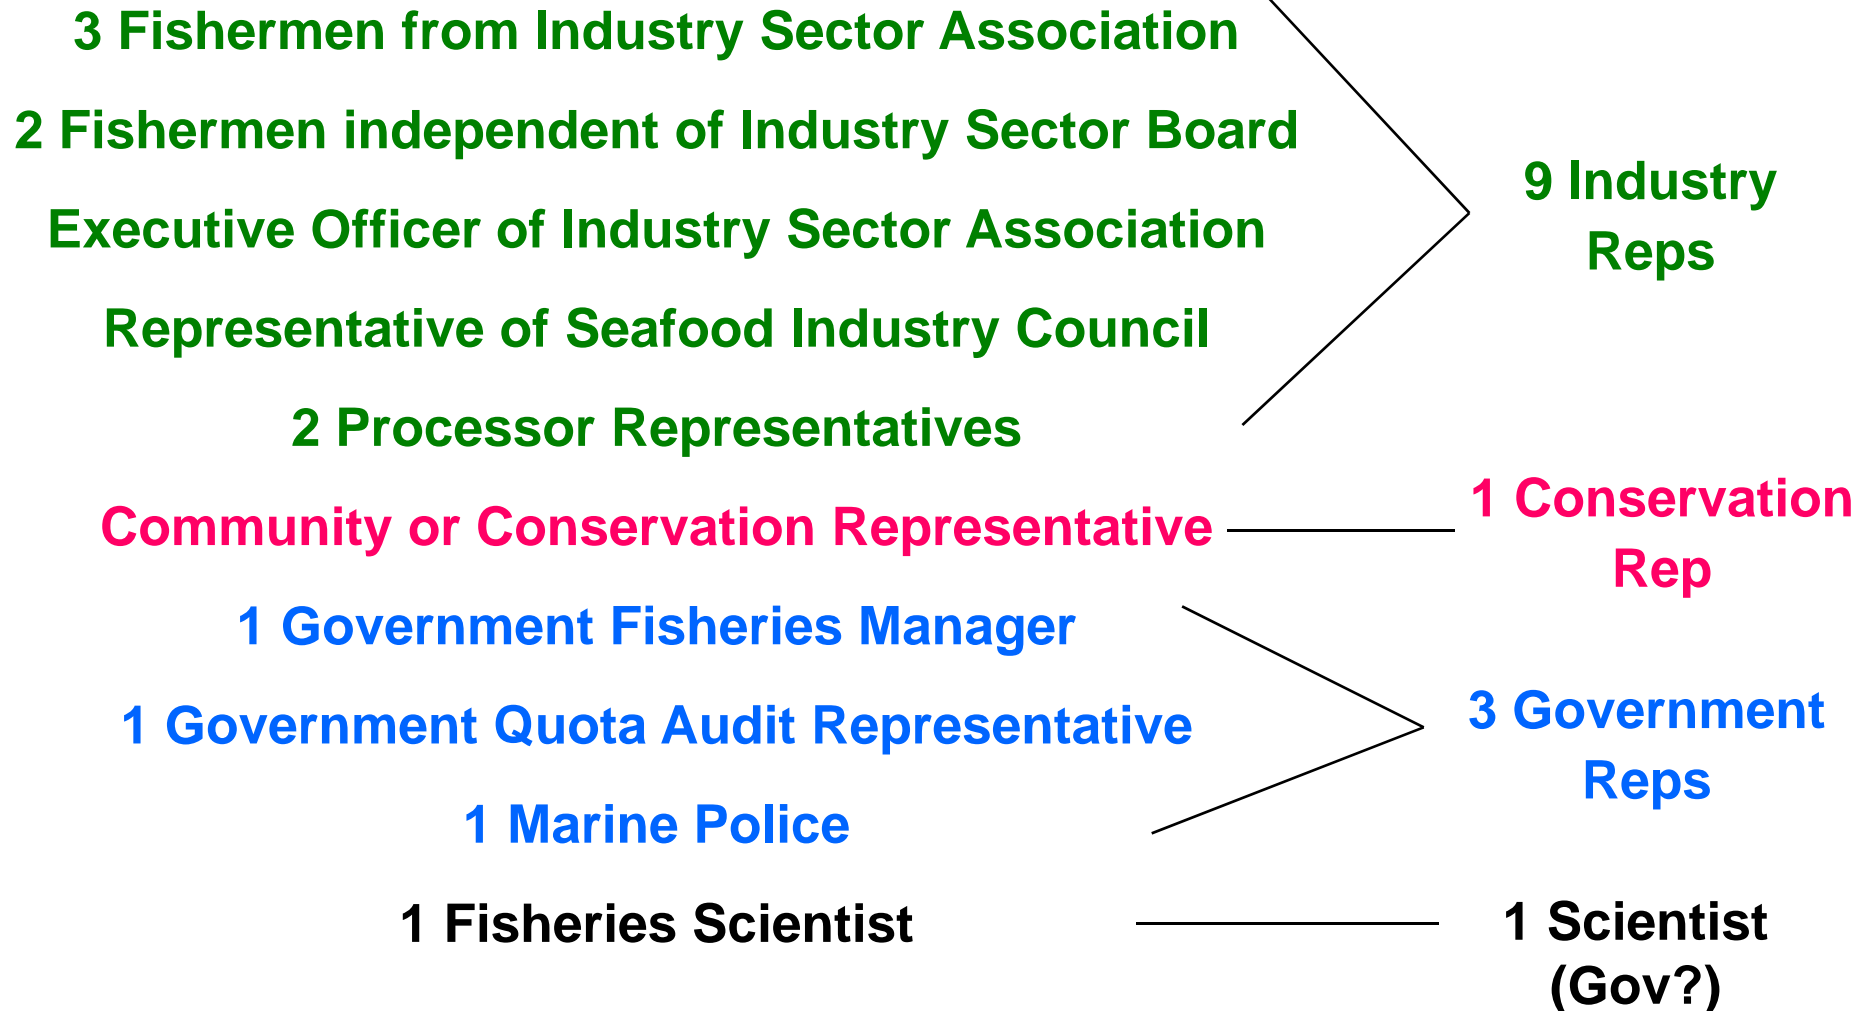 3 Fishermen from Industry Sector Association
2 Fishermen independent of Industry Sector Board
Executive Officer of Industry Sector Association
Representative of Seafood Industry Council
2 Processor Representatives
Community or Conservation Representative
1 Government Fisheries Manager
1 Government Quota Audit Representative
1 Marine Police
1 Fisheries Scientist
9 Industry
Reps
1 Conservation
Rep
3 Government
Reps
1 Scientist
(Gov?)